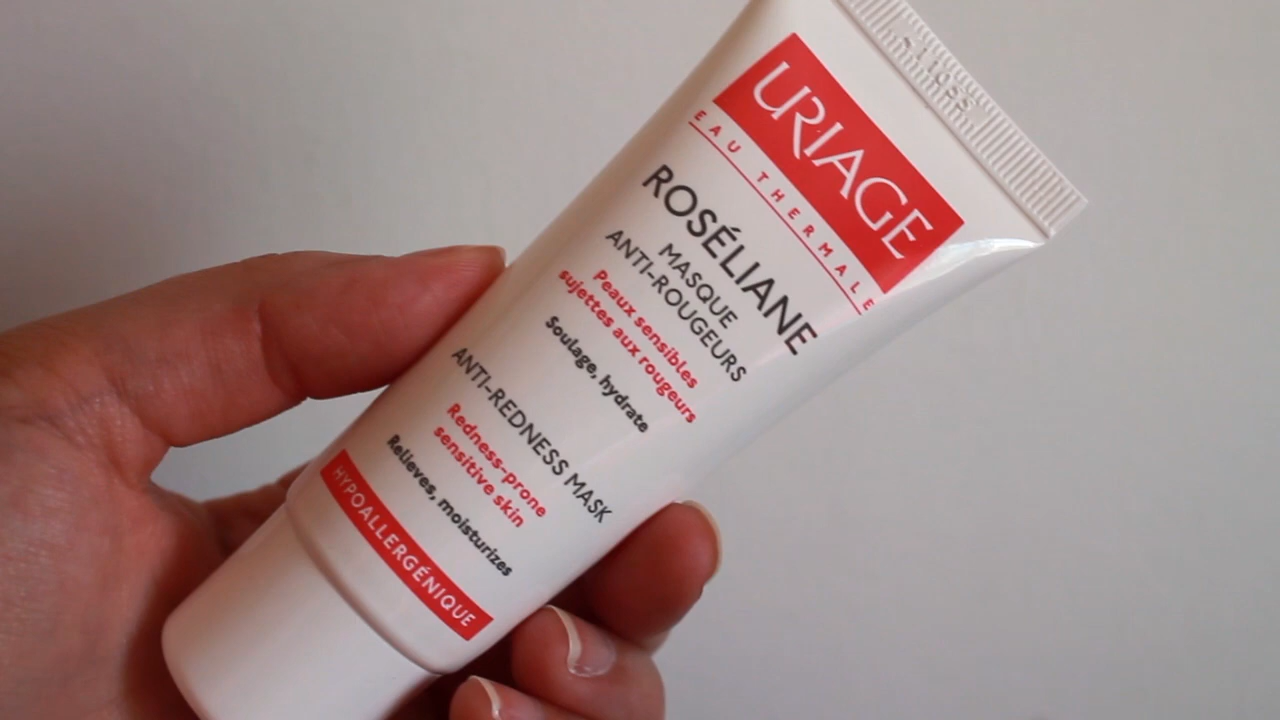 URIAGE
EAU THERMALE
ROSÉLIANE
MASQUE
ANTI-ROUGEURS
Peaux sensibles
sujettes aux rougeurs
Soulage, hydrate
ANTI-REDNESS MASK
Redness-prone
sensitive skin
Relieves, moisturizes
HYPOALLERGÉNIQUE